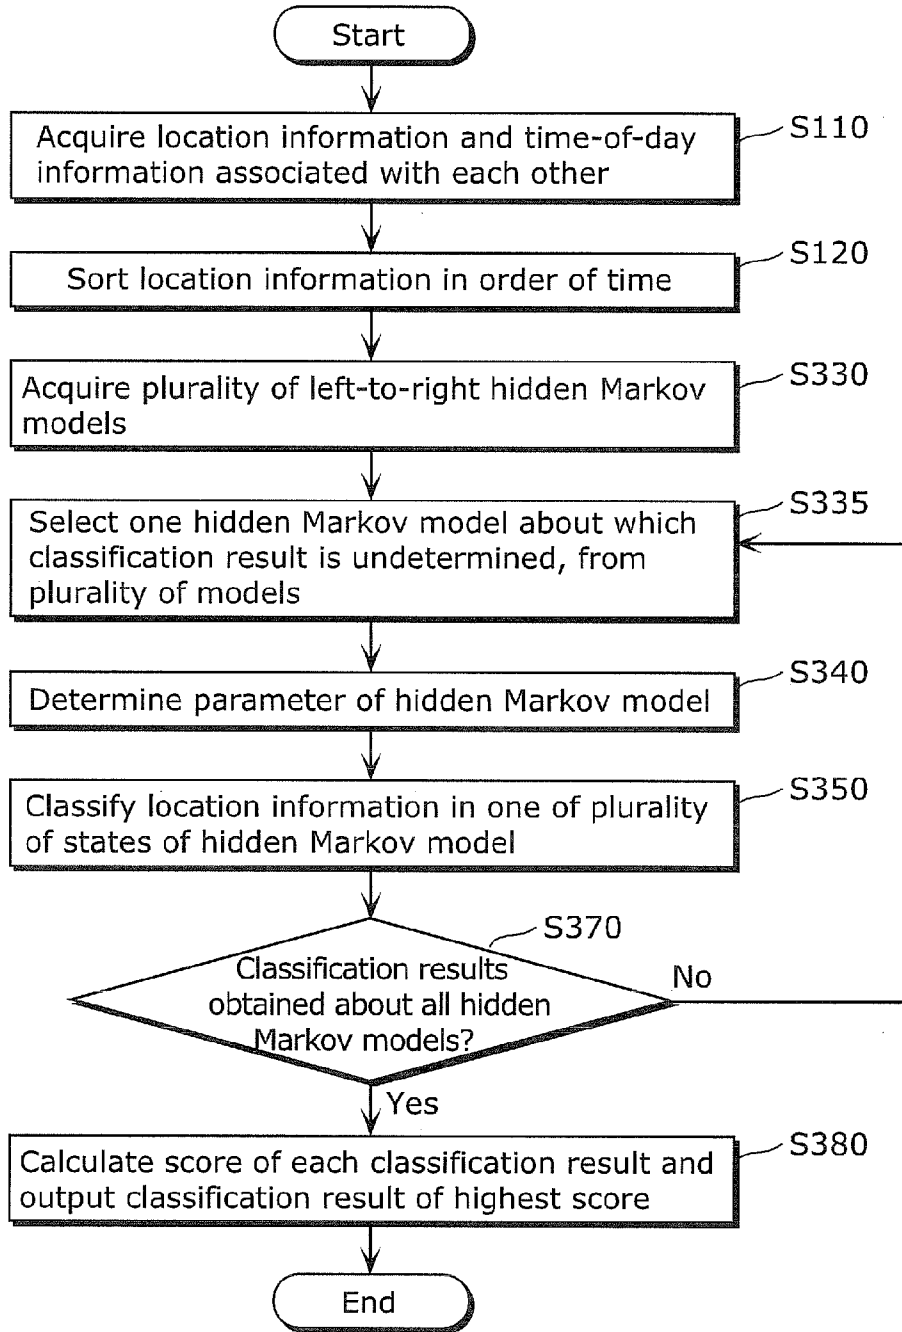 Start
Acquire location information and time-of-day
information associated with each other
S110
Sort location information in order of time
S120
Acquire plurality of left-to-right hidden Markov
models
S330
Select one hidden Markov model about which
classification result is undetermined, from
plurality of models
S335
Determine parameter of hidden Markov model
S340
Classify location information in one of plurality
of states of hidden Markov model
S350
S370
Classification results
obtained about all hidden
Markov models?
No
Yes
Calculate score of each classification result and
output classification result of highest score
S380
End